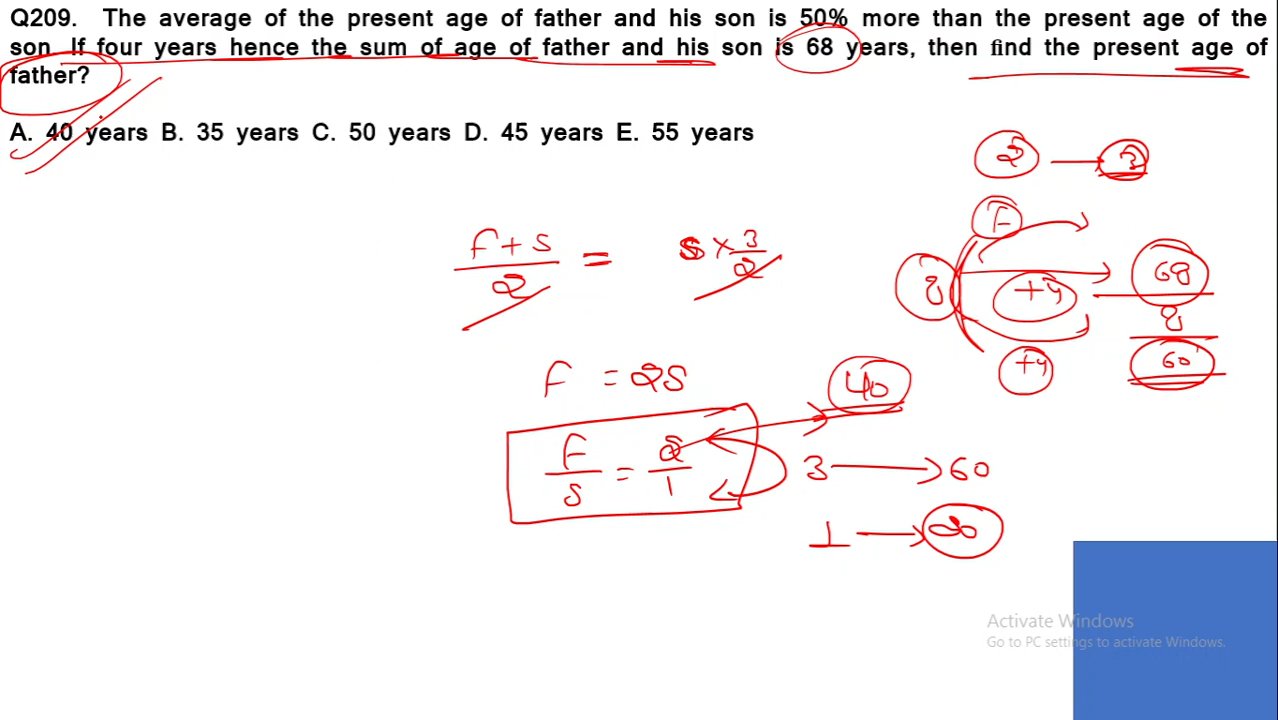 Q209. The average of the present age of father and his son is 50% more than the present age of the
son. If four years hence the sum of age of father and his son is 68 years, then find the present age of
father?
A. 40 years B. 35 years C. 50 years D. 45 years E. 55 years
2 → 3
F
f + s / 2 = s × 3/2
8 +4 68
8
+4 60
F = 2S
40
F/S = 2/1
3 → 60
1 → 20
Activate Windows
Go to PC settings to activate Windows.